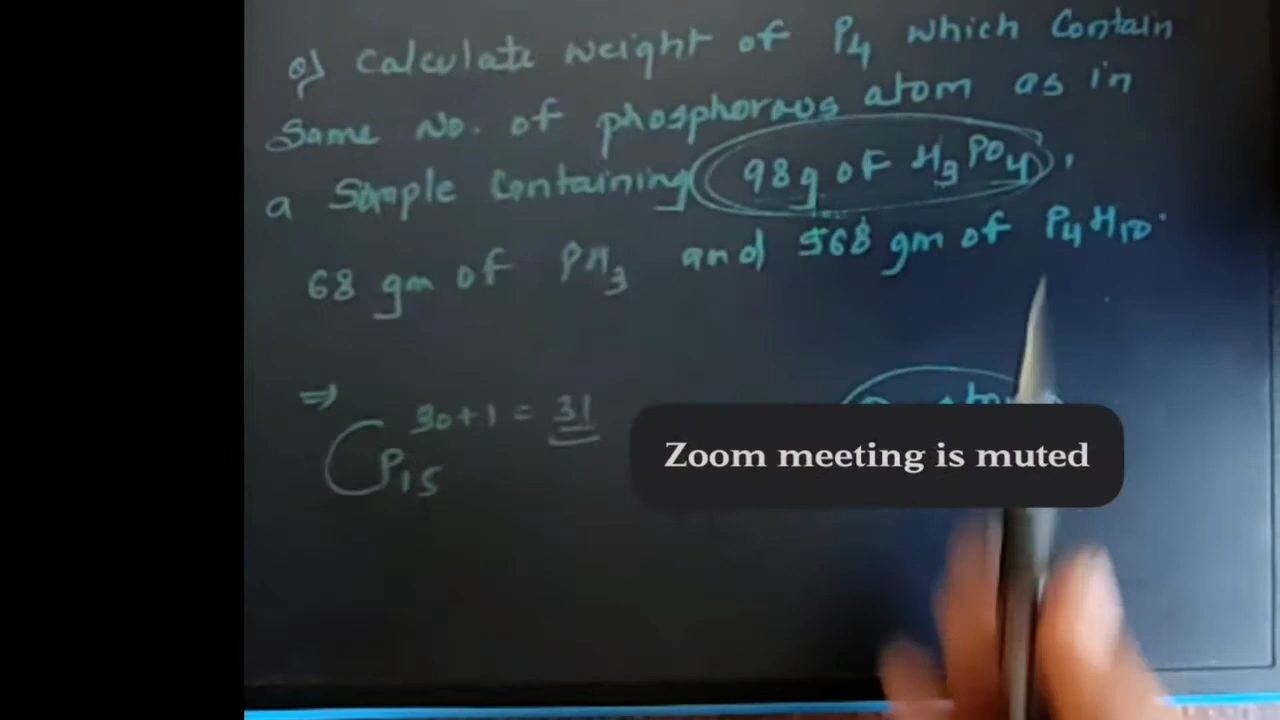 Q) Calculate weight of P4 which contain
same No. of phosphorous atom as in
a Simple Containing 98g of H3PO4,
68 gm of PH3 and 568 gm of P4H10.
⇒
30+1 = 31
P15
Zoom meeting is muted